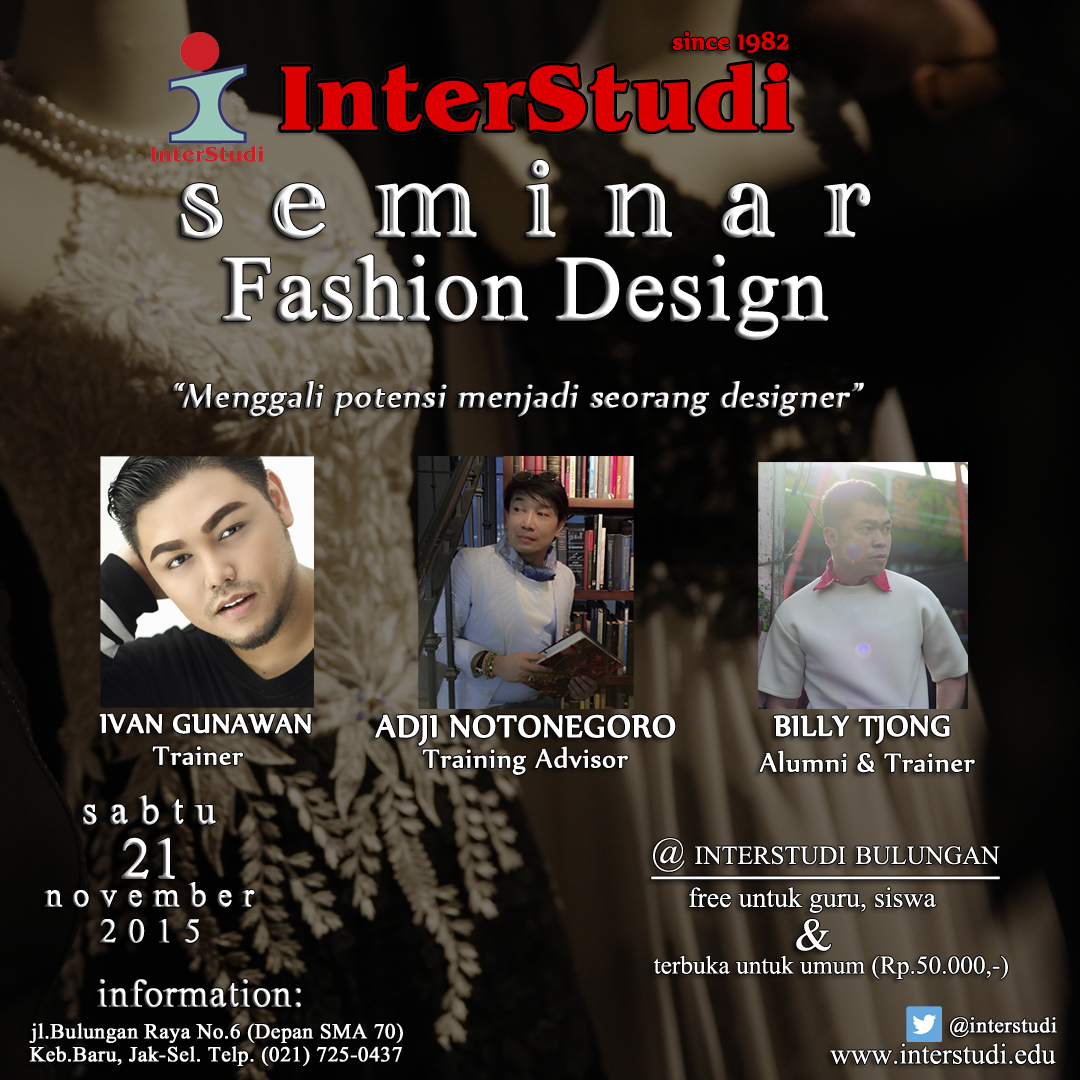 since 1982
InterStudi
InterStudi
seminar
Fashion Design
“Menggali potensi menjadi seorang designer”
IVAN GUNAWAN
Trainer
ADJI NOTONEGORO
Training Advisor
BILLY TJONG
Alumni & Trainer
sabtu
21
november
2015
@ INTERSTUDI BULUNGAN
free untuk guru, siswa
&
terbuka untuk umum (Rp.50.000,-)
information:
jl.Bulungan Raya No.6 (Depan SMA 70)
Keb.Baru, Jak-Sel. Telp. (021) 725-0437
@interstudi
www.interstudi.edu